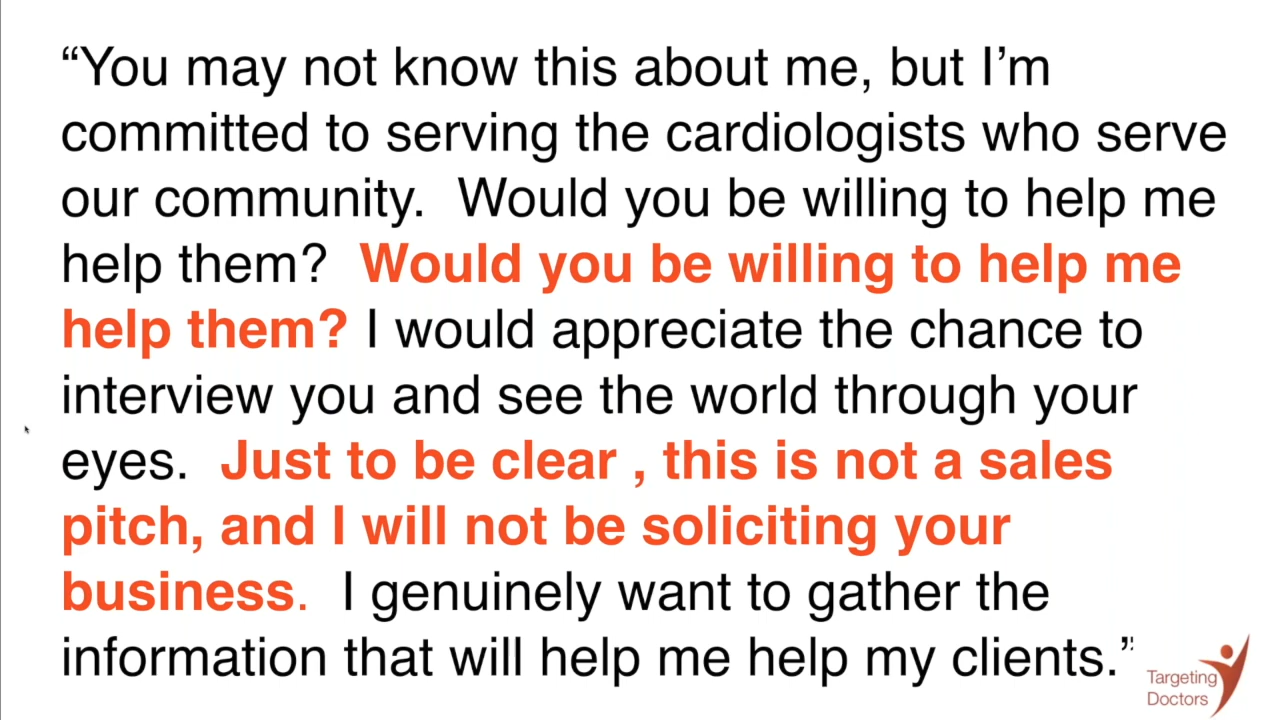 “You may not know this about me, but I’m
committed to serving the cardiologists who serve
our community.  Would you be willing to help me
help them?  Would you be willing to help me
help them? I would appreciate the chance to
interview you and see the world through your
eyes.  Just to be clear , this is not a sales
pitch, and I will not be soliciting your
business.  I genuinely want to gather the
information that will help me help my clients.”
Targeting
Doctors